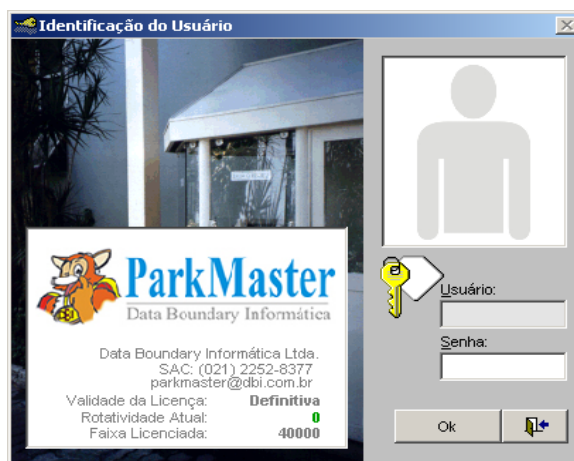 Identificação do Usuário
ParkMaster
Data Boundary Informática
Data Boundary Informática Ltda.
SAC: (021) 2252-8377
parkmaster@dbi.com.br
Validade da Licença: Definitiva
Rotatividade Atual: 0
Faixa Licenciada: 40000
Usuário:
Senha:
Ok